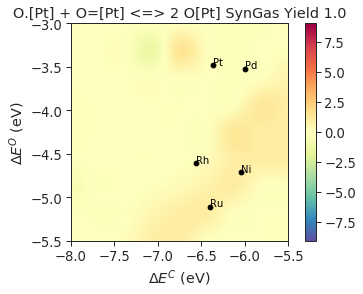 O.[Pt] + O=[Pt] <=> 2 O[Pt] SynGas Yield 1.0
−3.0
−3.5
−4.0
−4.5
−5.0
−5.5
ΔE^O (eV)
Pt
Pd
Rh
Ni
Ru
−8.0 −7.5 −7.0 −6.5 −6.0 −5.5
ΔE^C (eV)
7.5
5.0
2.5
0.0
−2.5
−5.0
−7.5